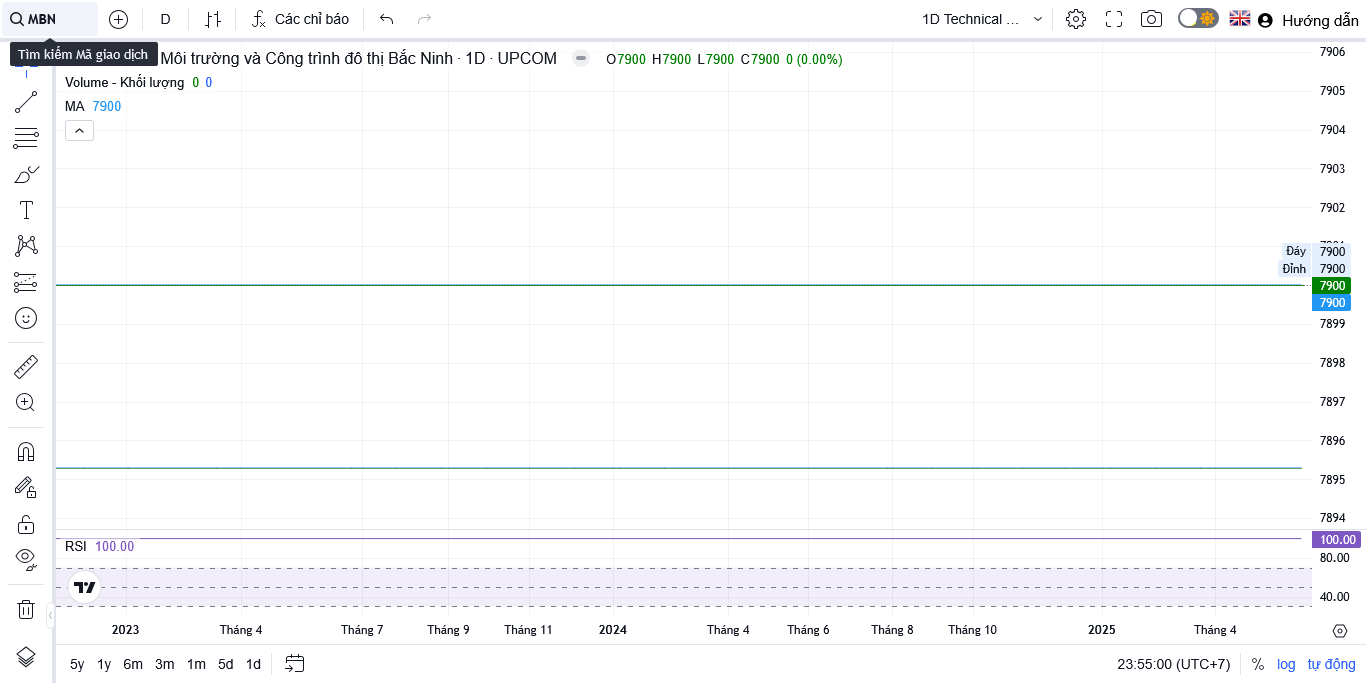 MBN
D
Các chỉ báo
1D Technical ...
Hướng dẫn
Tìm kiếm Mã giao dịch
Môi trường và Công trình đô thị Bắc Ninh · 1D · UPCOM
O7900 H7900 L7900 C7900 0 (0.00%)
Volume - Khối lượng 0 0
MA 7900
7906
7905
7904
7903
7902
Đáy 7900
Đỉnh 7900
7900
7900
7899
7898
7897
7896
7895
7894
RSI 100.00
100.00
80.00
40.00
2023 Tháng 4 Tháng 7 Tháng 9 Tháng 11 2024 Tháng 4 Tháng 6 Tháng 8 Tháng 10 2025 Tháng 4
5y 1y 6m 3m 1m 5d 1d
23:55:00 (UTC+7) % log tự động